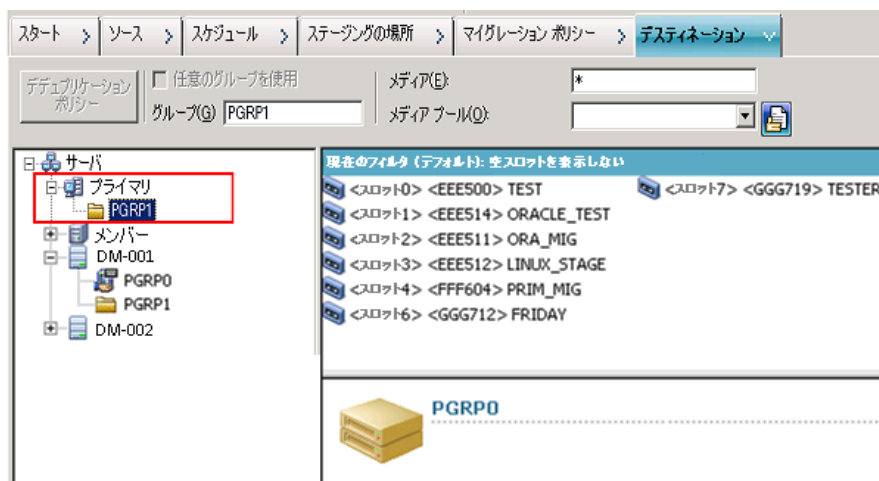 スタート
ソース
スケジュール
ステージングの場所
マイグレーション ポリシー
デスティネーション
デデュプリケーション
ポリシー
任意のグループを使用
グループ(G) PGRP1
メディア(E): *
メディア プール(O):
サーバ
プライマリ
PGRP1
メンバー
DM-001
PGRP0
PGRP1
DM-002
現在のフィルタ (デフォルト): 空スロットを表示しない
<スロット0> <EEE500> TEST
<スロット1> <EEE514> ORACLE_TEST
<スロット2> <EEE511> ORA_MIG
<スロット3> <EEE512> LINUX_STAGE
<スロット4> <FFF604> PRIM_MIG
<スロット6> <GGG712> FRIDAY
<スロット7> <GGG719> TESTER
PGRP0